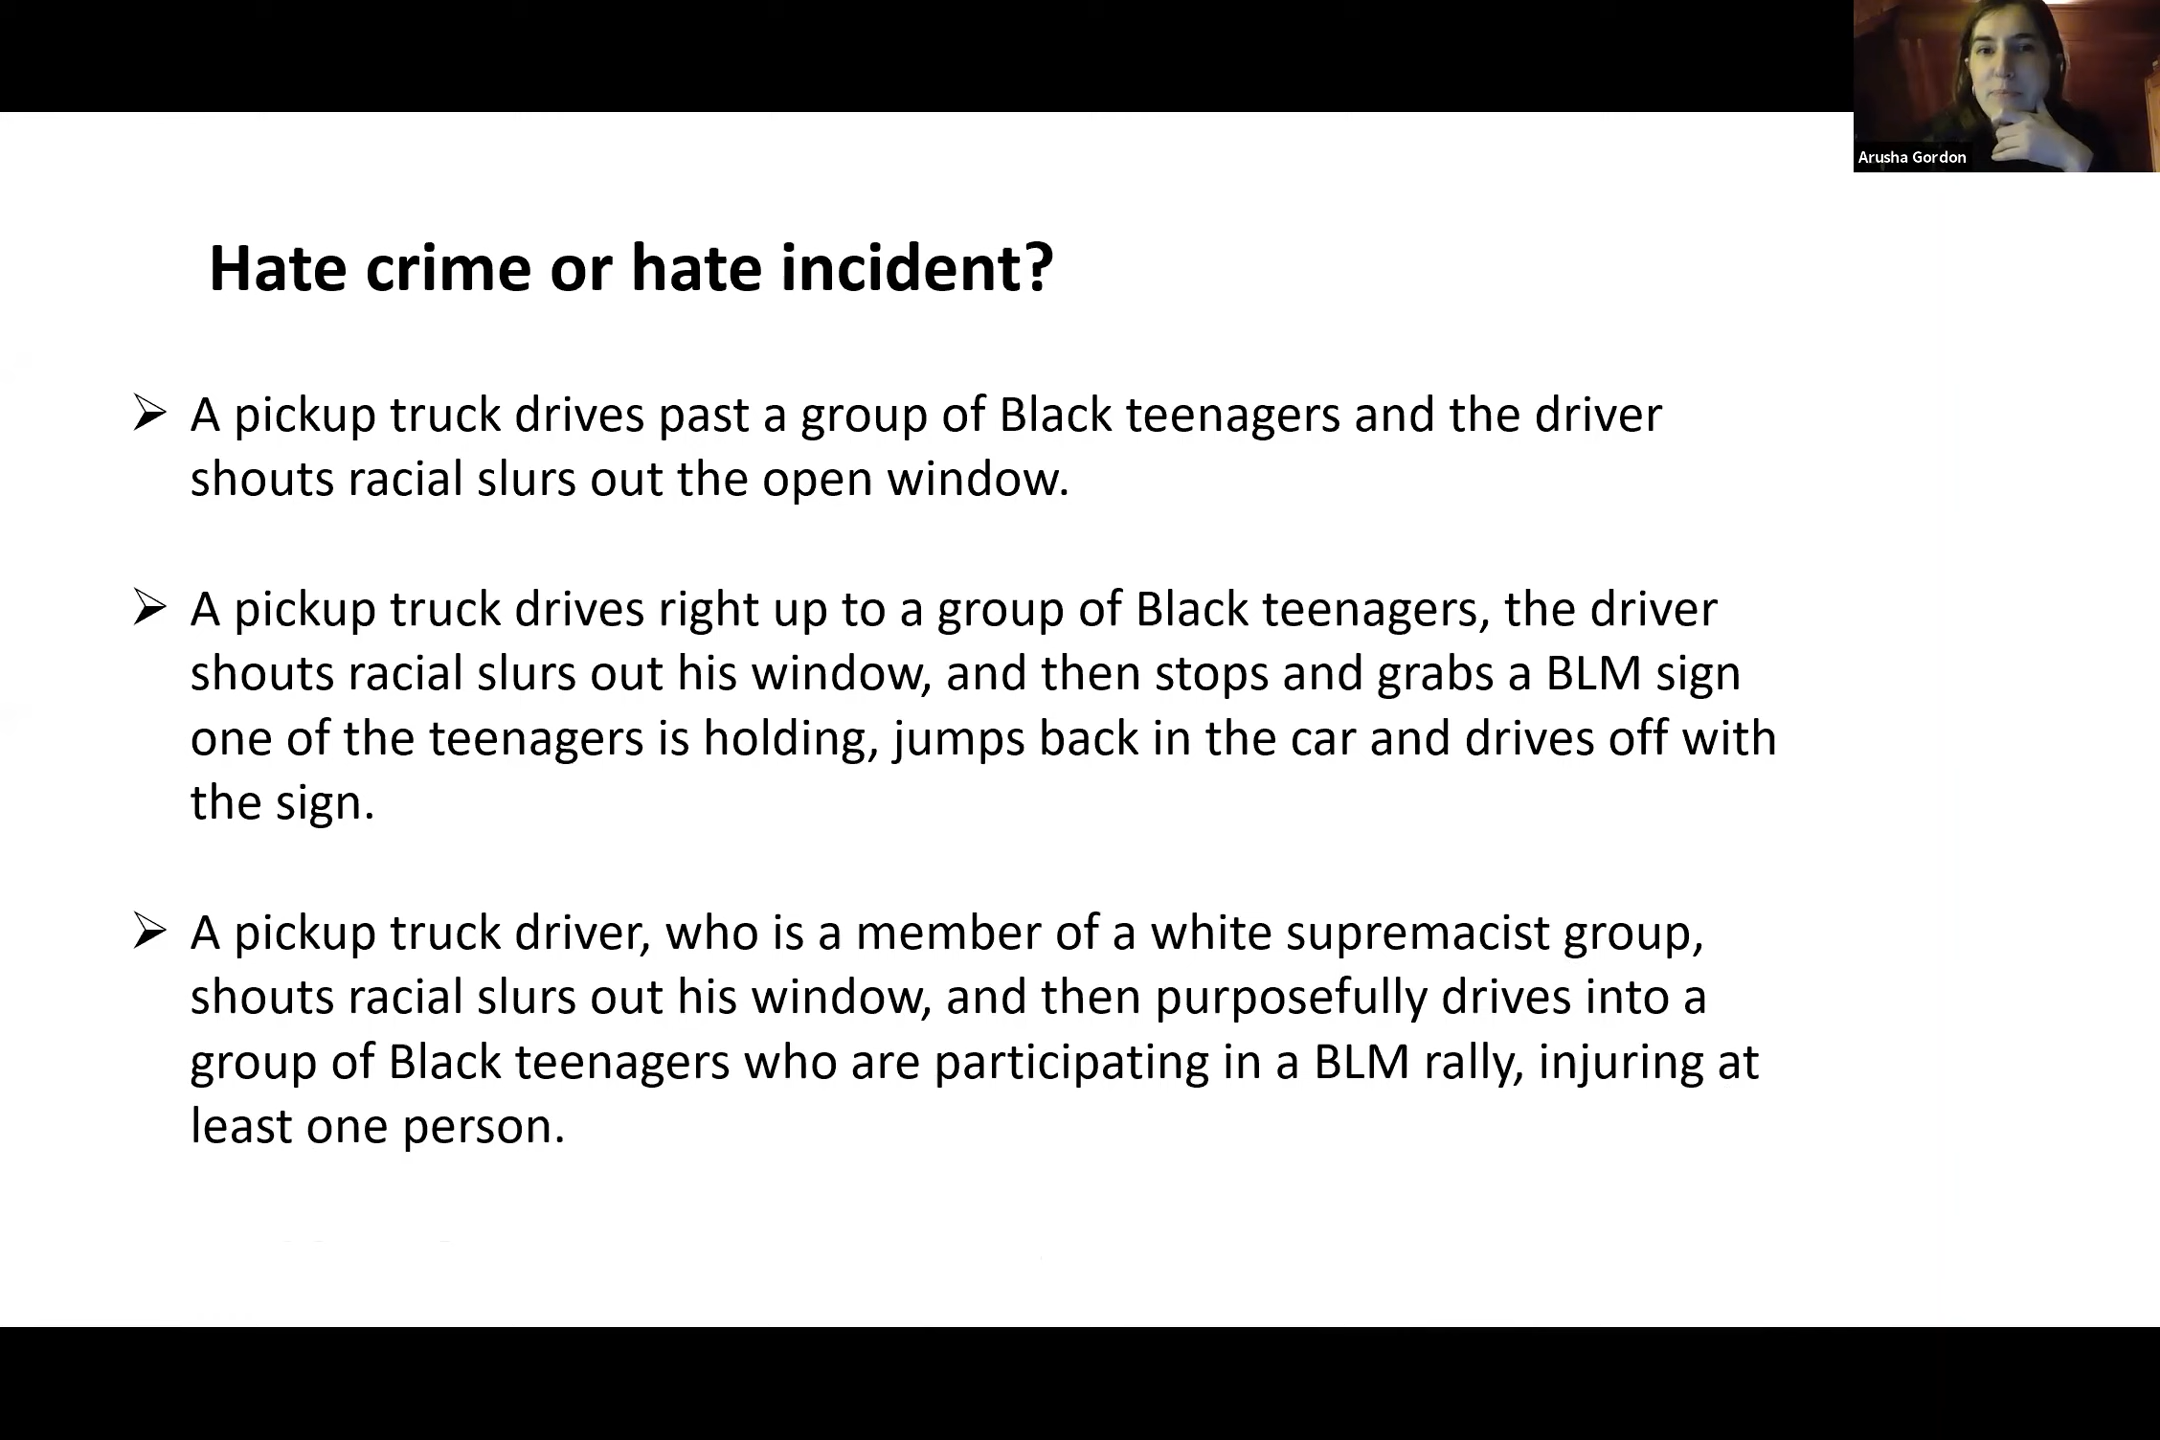 Arusha Gordon
Hate crime or hate incident?
➢ A pickup truck drives past a group of Black teenagers and the driver
shouts racial slurs out the open window.
➢ A pickup truck drives right up to a group of Black teenagers, the driver
shouts racial slurs out his window, and then stops and grabs a BLM sign
one of the teenagers is holding, jumps back in the car and drives off with
the sign.
➢ A pickup truck driver, who is a member of a white supremacist group,
shouts racial slurs out his window, and then purposefully drives into a
group of Black teenagers who are participating in a BLM rally, injuring at
least one person.